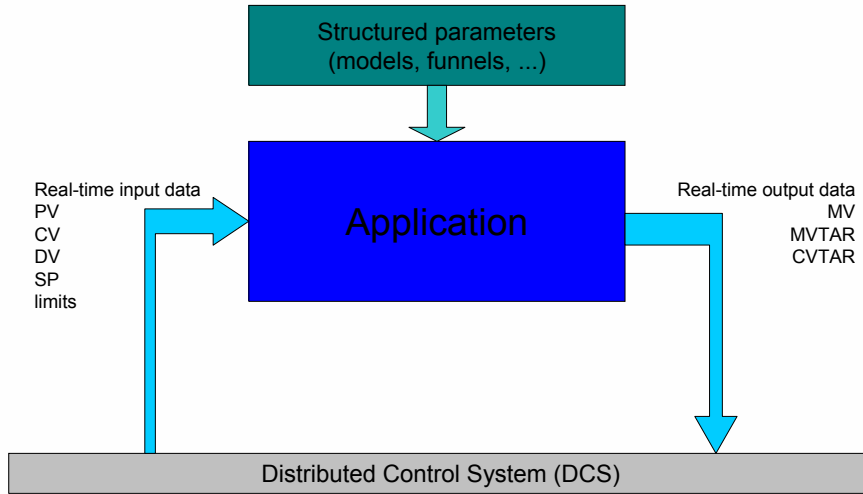 Structured parameters
(models, funnels, ...)
Real-time input data
PV
CV
DV
SP
limits
Application
Real-time output data
MV
MVTAR
CVTAR
Distributed Control System (DCS)